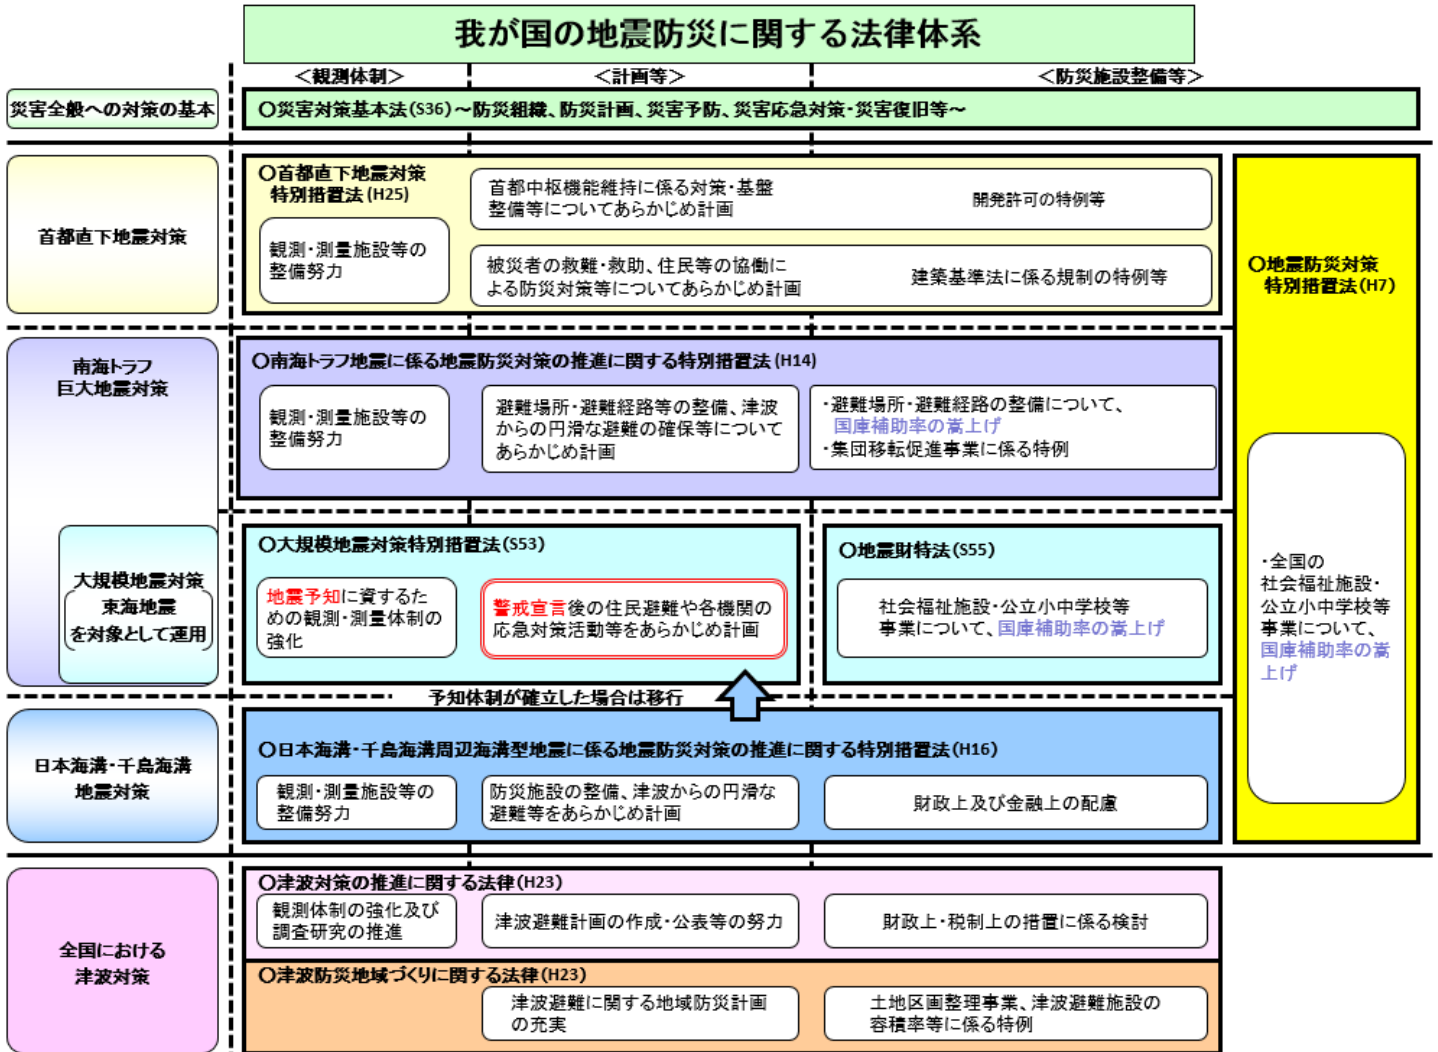 我が国の地震防災に関する法律体系
＜観測体制＞
＜計画等＞
＜防災施設整備等＞
災害全般への対策の基本
○災害対策基本法(S36)～防災組織、防災計画、災害予防、災害応急対策・災害復旧等～
首都直下地震対策
○首都直下地震対策
特別措置法(H25)
観測・測量施設等の
整備努力
首都中枢機能維持に係る対策・基盤
整備等についてあらかじめ計画
開発許可の特例等
被災者の救難・救助、住民等の協働に
よる防災対策等についてあらかじめ計画
建築基準法に係る規制の特例等
○地震防災対策
特別措置法(H7)
・全国の
社会福祉施設・
公立小中学校等
事業について、
国庫補助率の嵩
上げ
南海トラフ
巨大地震対策
○南海トラフ地震に係る地震防災対策の推進に関する特別措置法(H14)
観測・測量施設等の
整備努力
避難場所・避難経路等の整備、津波
からの円滑な避難の確保等について
あらかじめ計画
・避難場所・避難経路の整備について、
国庫補助率の嵩上げ
・集団移転促進事業に係る特例
大規模地震対策
東海地震
を対象として運用
○大規模地震対策特別措置法(S53)
地震予知に資するた
めの観測・測量体制の
強化
警戒宣言後の住民避難や各機関の
応急対策活動等をあらかじめ計画
○地震財特法(S55)
社会福祉施設・公立小中学校等
事業について、国庫補助率の嵩上げ
予知体制が確立した場合は移行
日本海溝・千島海溝
地震対策
○日本海溝・千島海溝周辺海溝型地震に係る地震防災対策の推進に関する特別措置法(H16)
観測・測量施設等の
整備努力
防災施設の整備、津波からの円滑な
避難等をあらかじめ計画
財政上及び金融上の配慮
全国における
津波対策
○津波対策の推進に関する法律(H23)
観測体制の強化及び
調査研究の推進
津波避難計画の作成・公表等の努力
財政上・税制上の措置に係る検討
○津波防災地域づくりに関する法律(H23)
津波避難に関する地域防災計画
の充実
土地区画整理事業、津波避難施設の
容積率等に係る特例